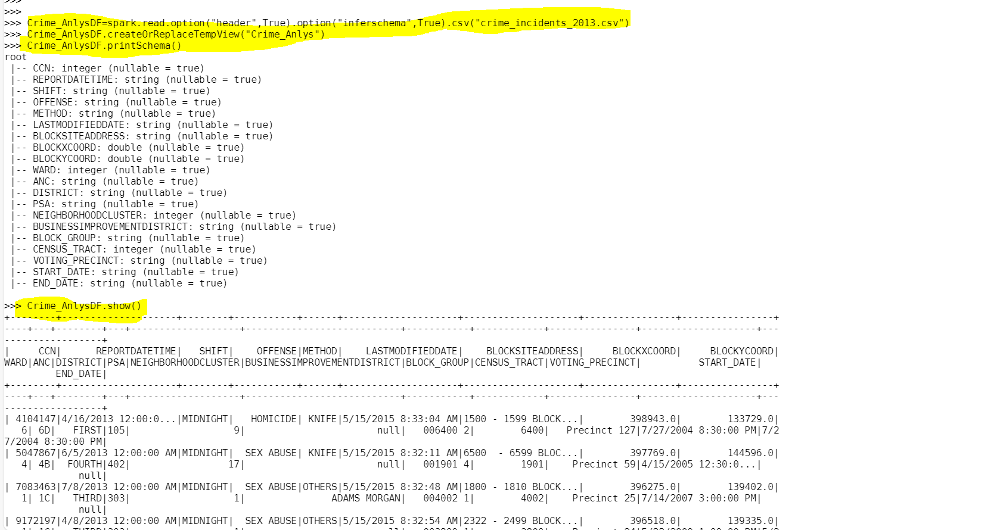 >>>
>>>
>>> Crime_AnlysDF=spark.read.option("header",True).option("inferschema",True).csv("crime_incidents_2013.csv")
>>> Crime_AnlysDF.createOrReplaceTempView("Crime_Anlys")
>>> Crime_AnlysDF.printSchema()
root
 |-- CCN: integer (nullable = true)
 |-- REPORTDATETIME: string (nullable = true)
 |-- SHIFT: string (nullable = true)
 |-- OFFENSE: string (nullable = true)
 |-- METHOD: string (nullable = true)
 |-- LASTMODIFIEDDATE: string (nullable = true)
 |-- BLOCKSITEADDRESS: string (nullable = true)
 |-- BLOCKXCOORD: double (nullable = true)
 |-- BLOCKYCOORD: double (nullable = true)
 |-- WARD: integer (nullable = true)
 |-- ANC: string (nullable = true)
 |-- DISTRICT: string (nullable = true)
 |-- PSA: string (nullable = true)
 |-- NEIGHBORHOODCLUSTER: integer (nullable = true)
 |-- BUSINESSIMPROVEMENTDISTRICT: string (nullable = true)
 |-- BLOCK_GROUP: string (nullable = true)
 |-- CENSUS_TRACT: integer (nullable = true)
 |-- VOTING_PRECINCT: string (nullable = true)
 |-- START_DATE: string (nullable = true)
 |-- END_DATE: string (nullable = true)
>>> Crime_AnlysDF.show()
+--------+--------------------+--------+-----------+------+--------------------+--------------------+----------------+----------------+
----+---+--------+---+-------------------+---------------------------+-----------+------------+---------------+--------------------+---
-----------------+
|     CCN|      REPORTDATETIME|   SHIFT|    OFFENSE|METHOD|    LASTMODIFIEDDATE|    BLOCKSITEADDRESS|     BLOCKXCOORD|     BLOCKYCOORD|
WARD|ANC|DISTRICT|PSA|NEIGHBORHOODCLUSTER|BUSINESSIMPROVEMENTDISTRICT|BLOCK_GROUP|CENSUS_TRACT|VOTING_PRECINCT|          START_DATE|
         END_DATE|
+--------+--------------------+--------+-----------+------+--------------------+--------------------+----------------+----------------+
----+---+--------+---+-------------------+---------------------------+-----------+------------+---------------+--------------------+---
-----------------+
| 4104147|4/16/2013 12:00:0...|MIDNIGHT|   HOMICIDE| KNIFE|5/15/2015 8:33:04 AM|1500 - 1599 BLOCK...|        398943.0|        133729.0|
   6| 6D|   FIRST|105|                  9|                       null|   006400 2|        6400|   Precinct 127|7/27/2004 8:30:00 PM|7/2
7/2004 8:30:00 PM|
| 5047867|6/5/2013 12:00:00 AM|MIDNIGHT|  SEX ABUSE| KNIFE|5/15/2015 8:32:11 AM|6500  - 6599 BLOC...|        397769.0|        144596.0|
   4| 4B|  FOURTH|402|                 17|                       null|   001901 4|        1901|    Precinct 59|4/15/2005 12:30:0...|
             null|
| 7083463|7/8/2013 12:00:00 AM|MIDNIGHT|  SEX ABUSE|OTHERS|5/15/2015 8:32:48 AM|1800 - 1810 BLOCK...|        396275.0|        139402.0|
   1| 1C|   THIRD|303|                  1|               ADAMS MORGAN|   004002 1|        4002|    Precinct 25|7/14/2007 3:00:00 PM|
             null|
| 9172197|4/8/2013 12:00:00 AM|MIDNIGHT|  SEX ABUSE|OTHERS|5/15/2015 8:32:54 AM|2322 - 2499 BLOCK...|        396518.0|        139335.0|